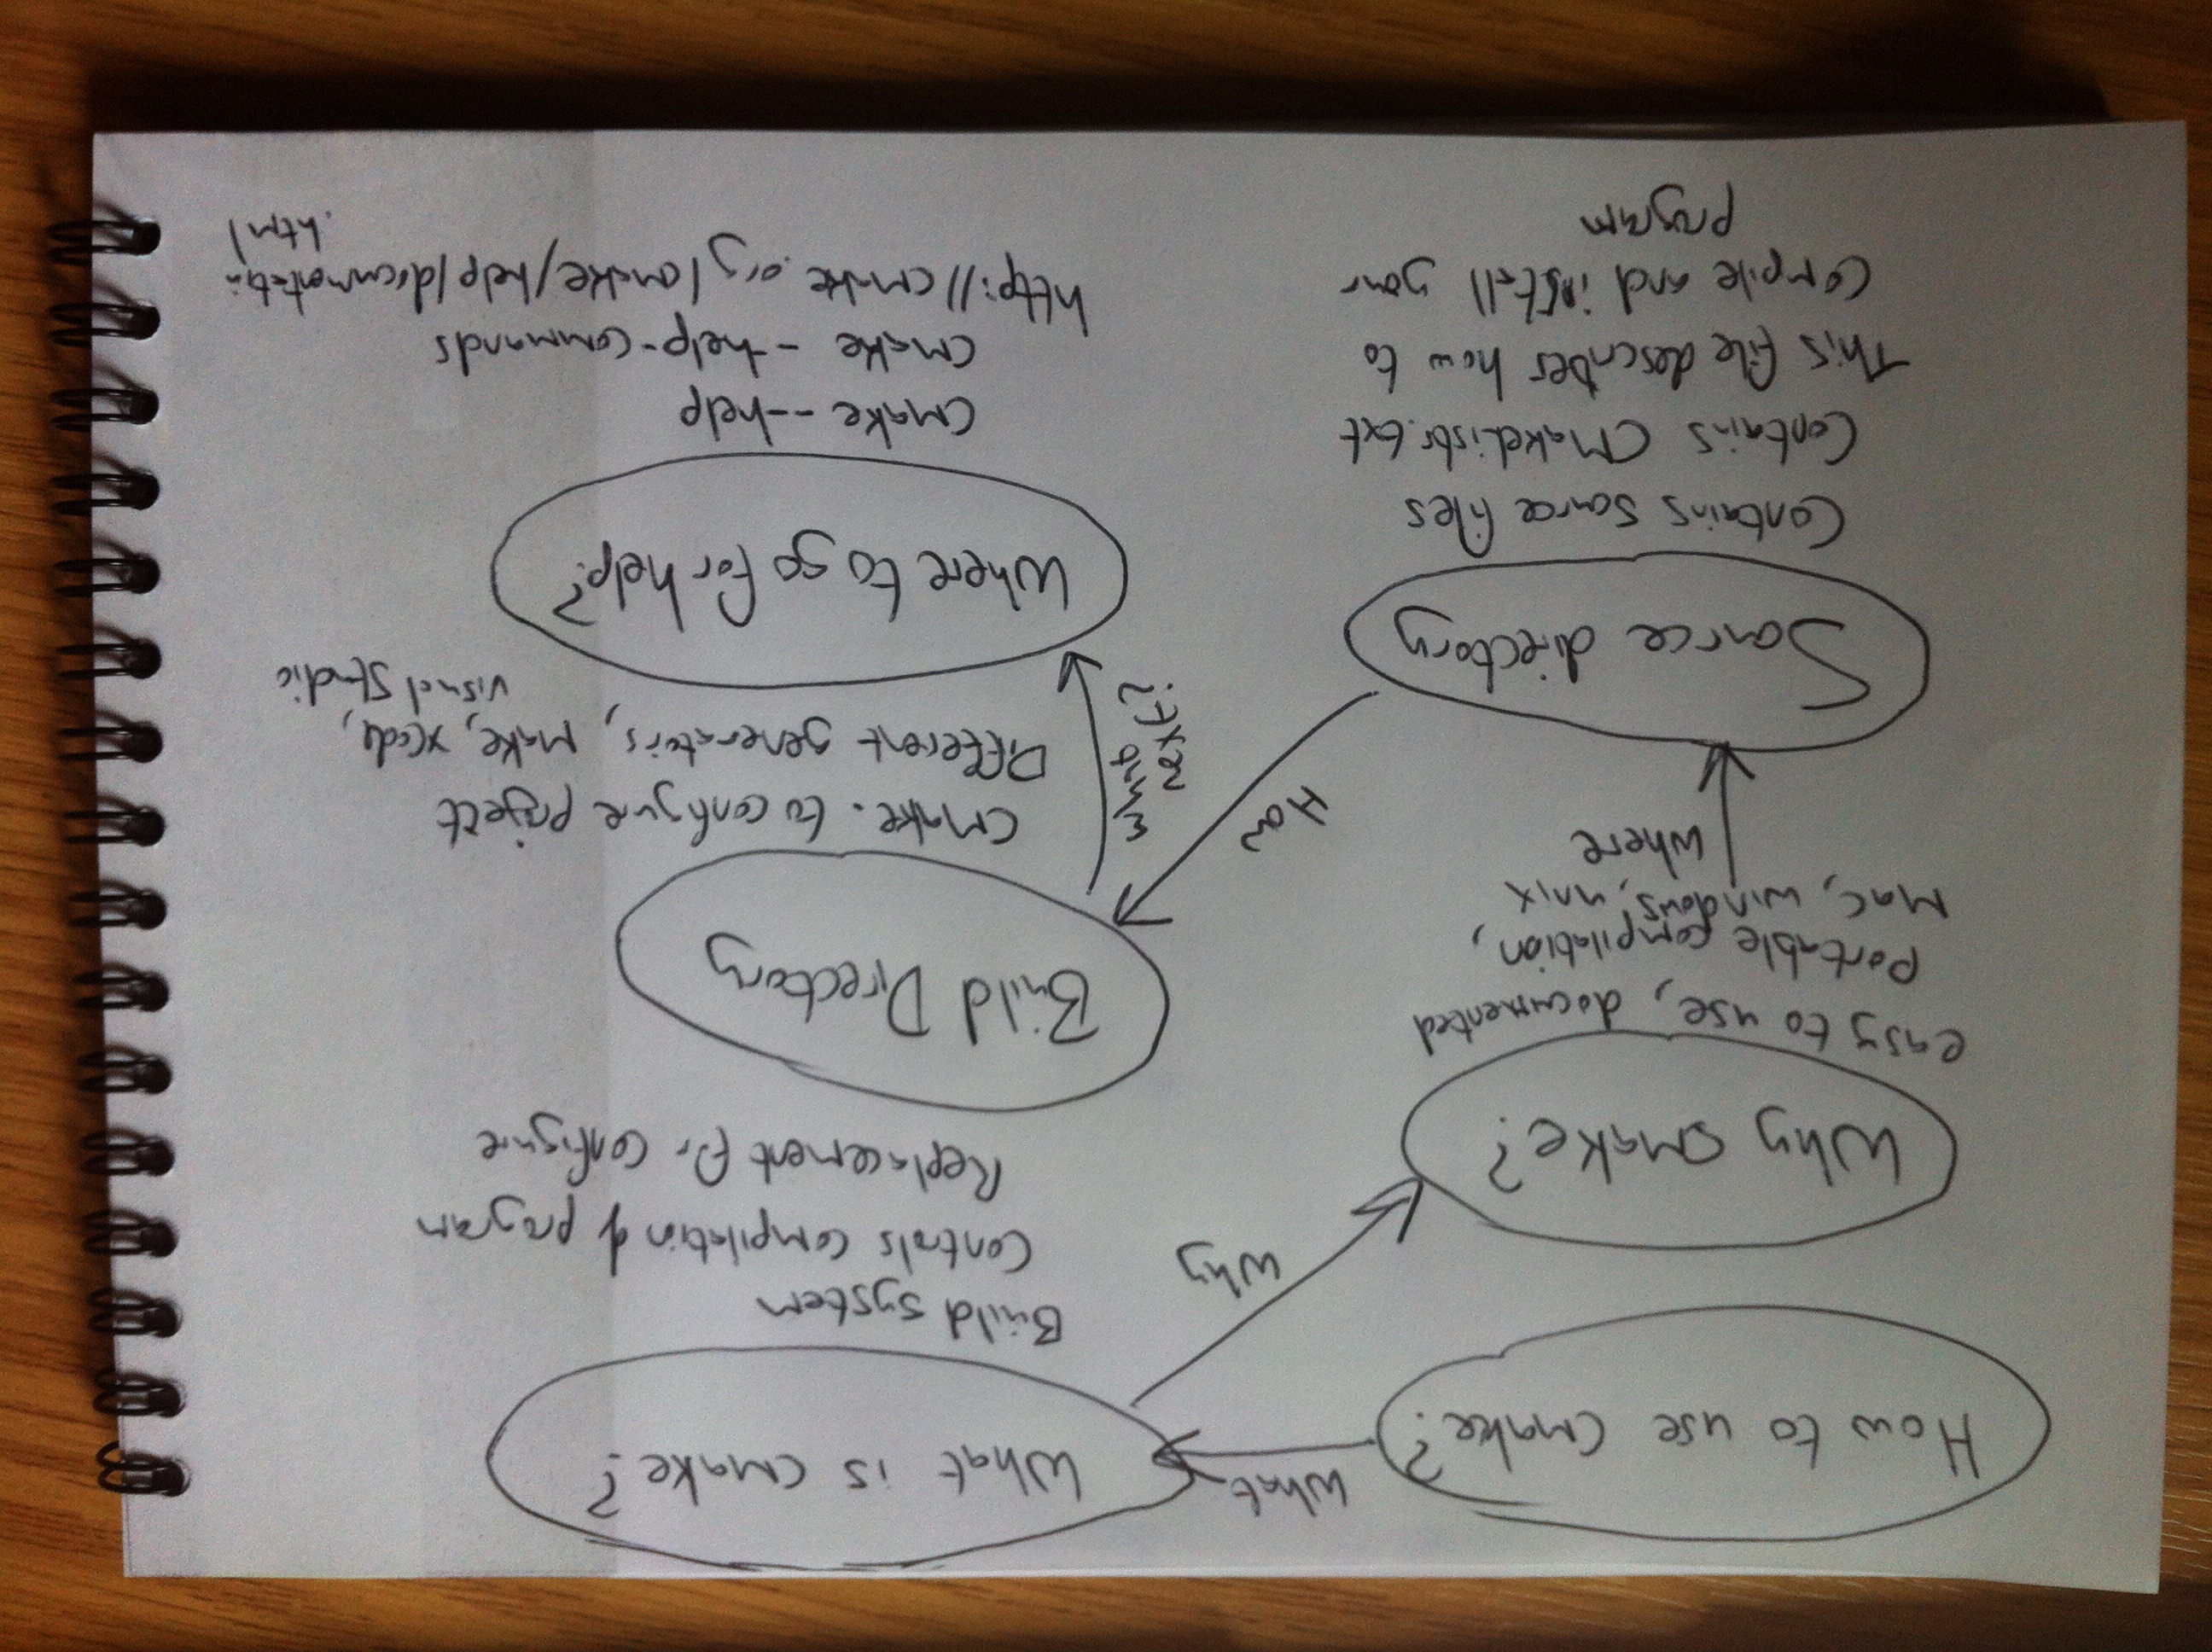 How to use CMake?
What
What is CMake?
Build system
Controls compilation of program
Replacement for configure
Why
Why CMake?
easy to use, documented
Portable compilation,
Mac, windows, unix
where
Source directory
Contains source files
Contains CMakeLists.txt
This file describes how to
compile and install your
program
How
Build Directory
CMake . to configure project
Different generators, Make, xcode,
visual Studio
What
next?
Where to go for help?
CMake --help
CMake --help-commands
http://cmake.org/cmake/help/documentation
.html